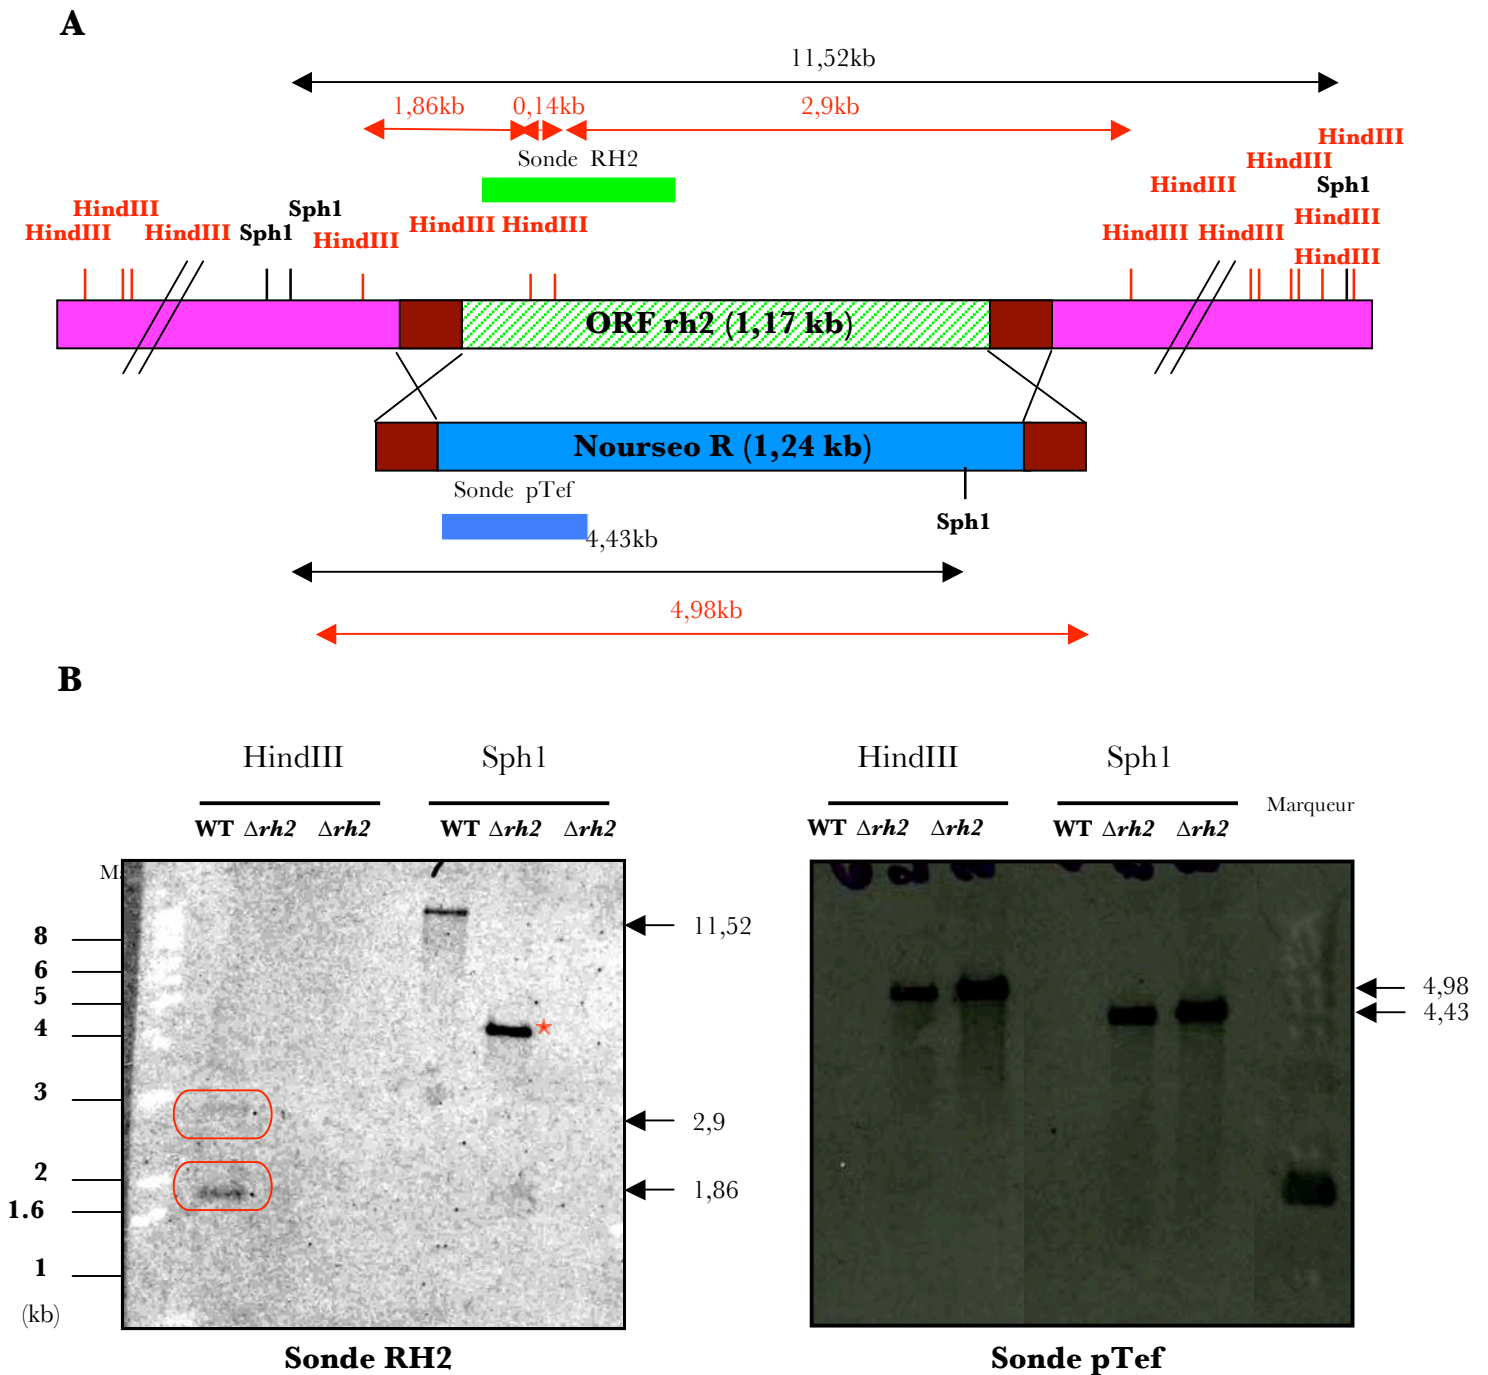 A
11,52kb
1,86kb 0,14kb 2,9kb
HindIII
Sonde RH2
HindIII
HindIII Sph1
HindIII Sph1 HindIII
HindIII HindIII Sph1 HindIII HindIII HindIII HindIII HindIII
HindIII
ORF rh2 (1,17 kb)
Nourseo R (1,24 kb)
Sonde pTef
Sph1
4,43kb
4,98kb
B
HindIII Sph1 HindIII Sph1
Marqueur
WT Δrh2 Δrh2 WT Δrh2 Δrh2 WT Δrh2 Δrh2 WT Δrh2 Δrh2
M
8 11,52
6
5 4,98
4 4,43
3
2,9
2
1,86
1.6
1
(kb)
Sonde RH2 Sonde pTef